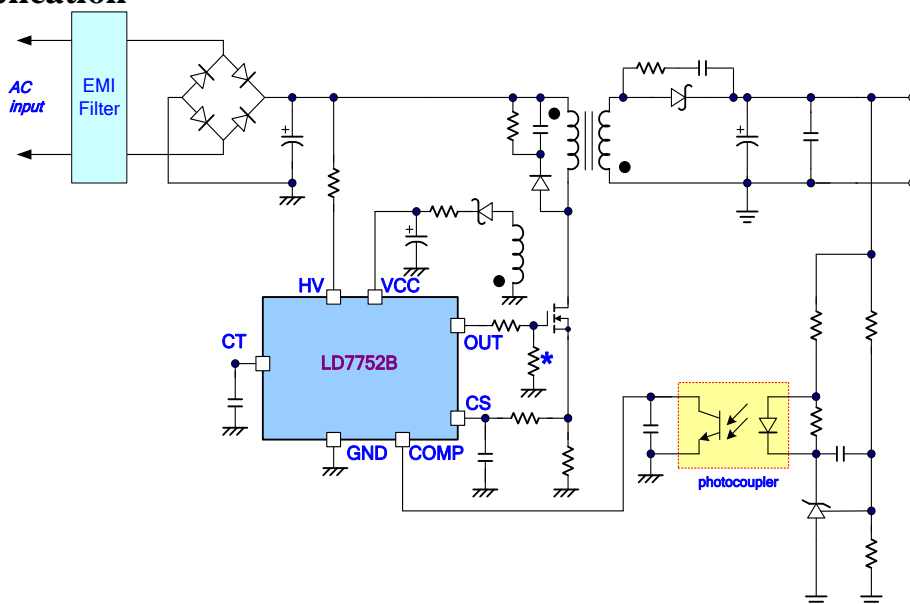 AC
input
EMI
Filter
HV
VCC
CT
LD7752B
OUT
*
CS
GND
COMP
photocoupler
+
+
+